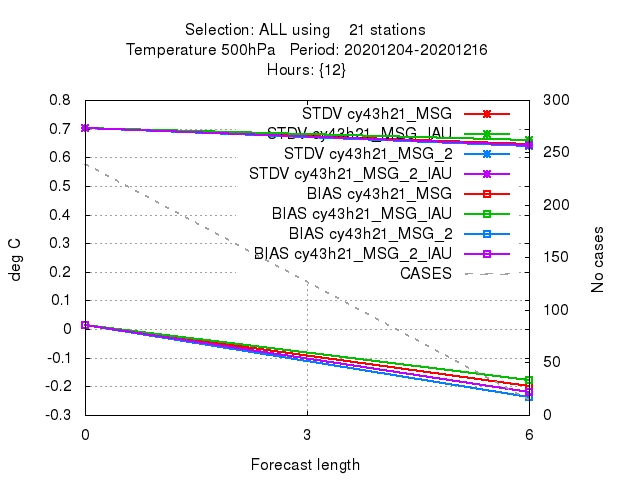 Selection: ALL using    21 stations
Temperature 500hPa   Period: 20201204-20201216
Hours: {12}
0.8
0.7
0.6
0.5
0.4
0.3
0.2
0.1
0
-0.1
-0.2
-0.3
deg C
STDV cy43h21_MSG
STDV cy43h21_MSG_IAU
STDV cy43h21_MSG_2
STDV cy43h21_MSG_2_IAU
BIAS cy43h21_MSG
BIAS cy43h21_MSG_IAU
BIAS cy43h21_MSG_2
BIAS cy43h21_MSG_2_IAU
CASES
300
250
200
150
100
50
0
No cases
0 3 6
Forecast length